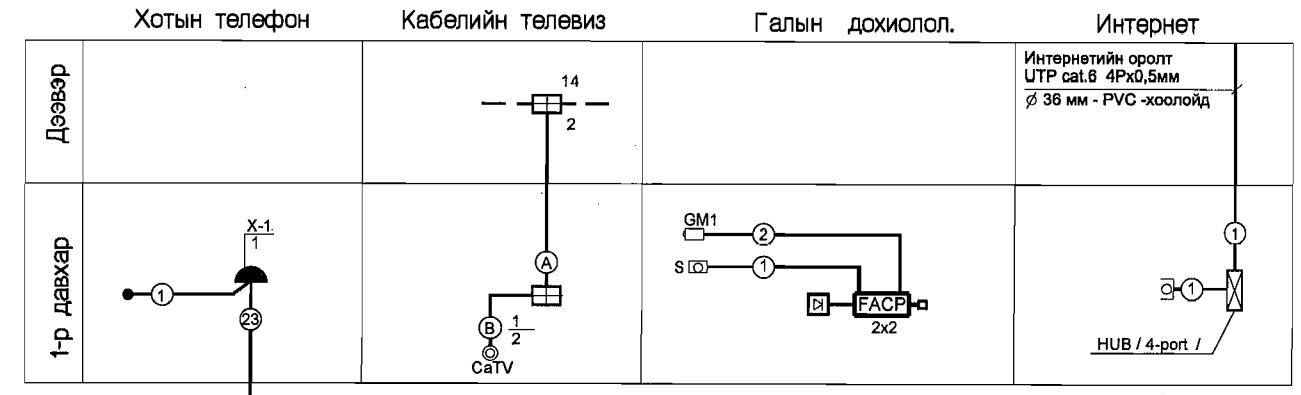 Хотын телефон
Кабелийн телевиз
Галын дохиолол.
Интернет
Дээвэр
14
2
Интернетийн оролт
UTP cat.6 4Px0,5мм
ø 36 мм - PVC -хоолойд
1-р давхар
X-1.
1
1
23
A
B
1
2
CaTV
GM1
2
S
1
FACP
2x2
1
1
HUB / 4-port /